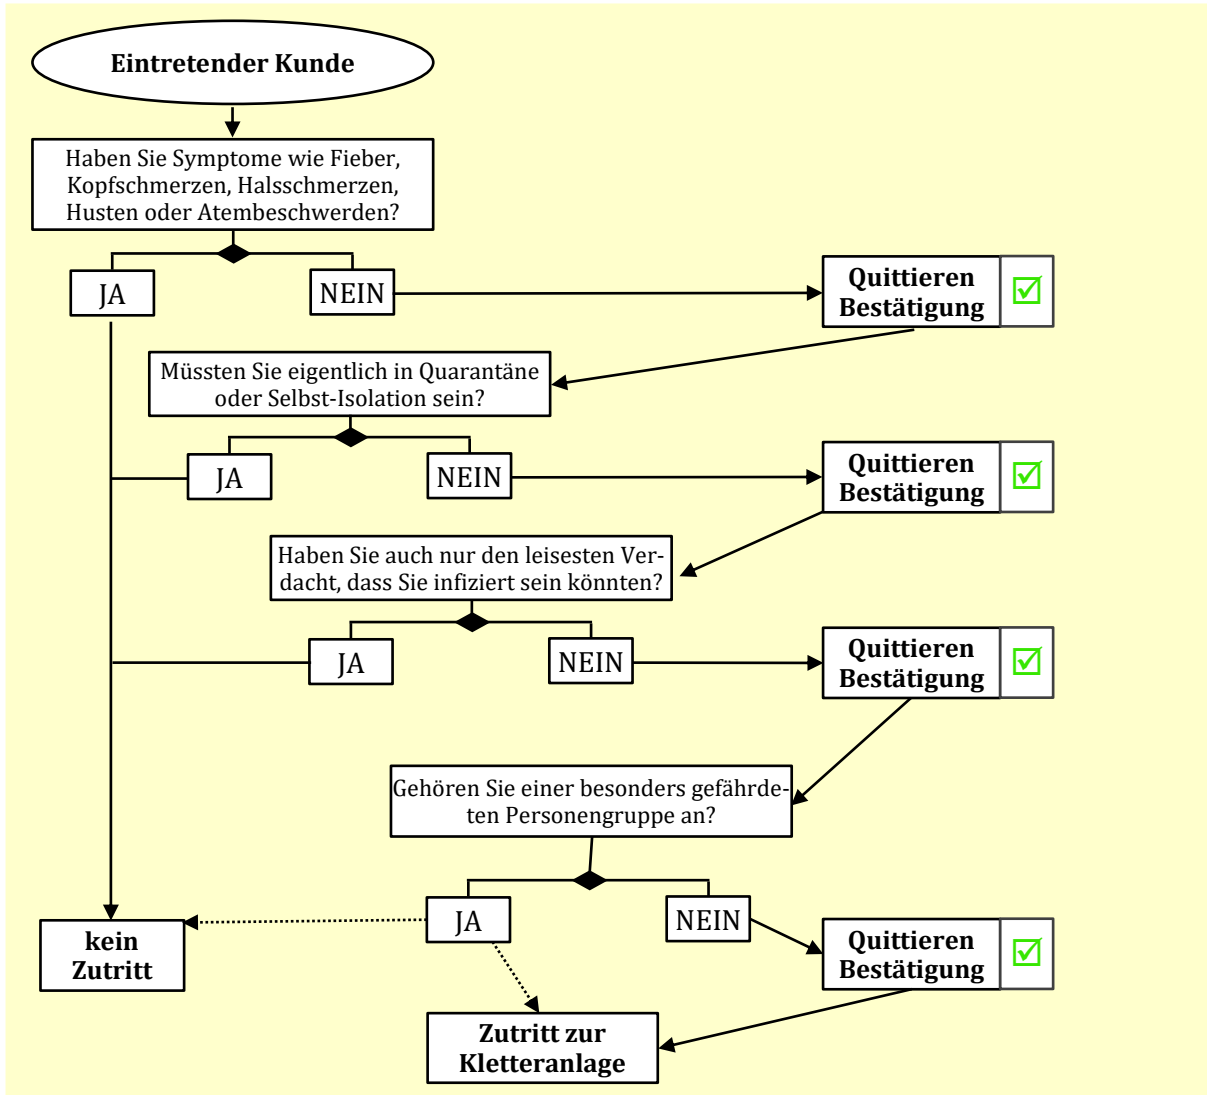 Eintretender Kunde
Haben Sie Symptome wie Fieber,
Kopfschmerzen, Halsschmerzen,
Husten oder Atembeschwerden?
JA
NEIN
Quittieren
Bestätigung
Müssten Sie eigentlich in Quarantäne
oder Selbst-Isolation sein?
JA
NEIN
Quittieren
Bestätigung
Haben Sie auch nur den leisesten Ver-
dacht, dass Sie infiziert sein könnten?
JA
NEIN
Quittieren
Bestätigung
Gehören Sie einer besonders gefährde-
ten Personengruppe an?
JA
NEIN
Quittieren
Bestätigung
kein
Zutritt
Zutritt zur
Kletteranlage